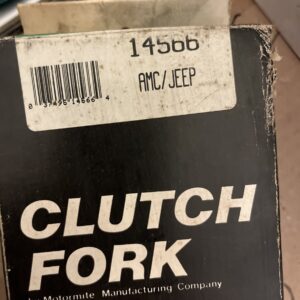 14566
AMC/JEEP
0 37495 14566 4
CLUTCH
FORK
by Motormite Manufacturing Company